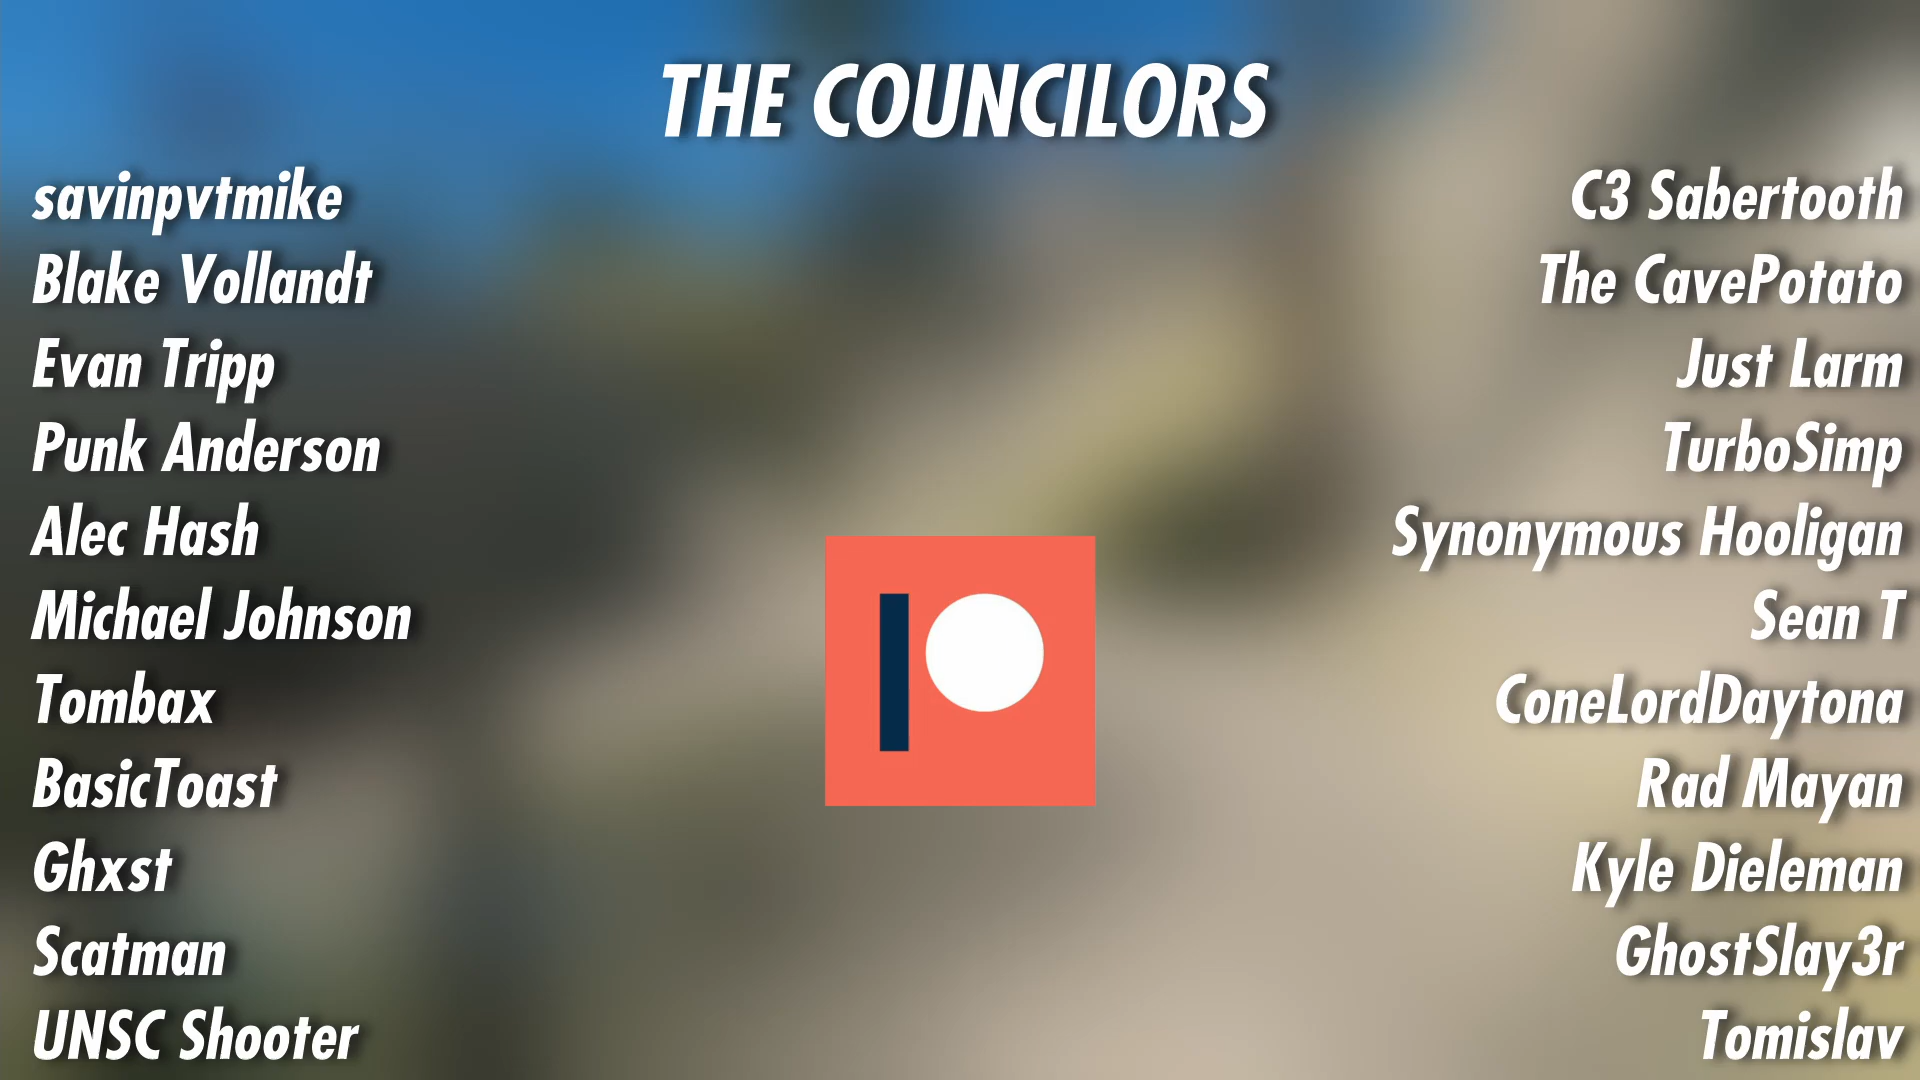 THE COUNCILORS
savinpvtmike
Blake Vollandt
Evan Tripp
Punk Anderson
Alec Hash
Michael Johnson
Tombax
BasicToast
Ghxst
Scatman
UNSC Shooter
C3 Sabertooth
The CavePotato
Just Larm
TurboSimp
Synonymous Hooligan
Sean T
ConeLordDaytona
Rad Mayan
Kyle Dieleman
GhostSlay3r
Tomislav